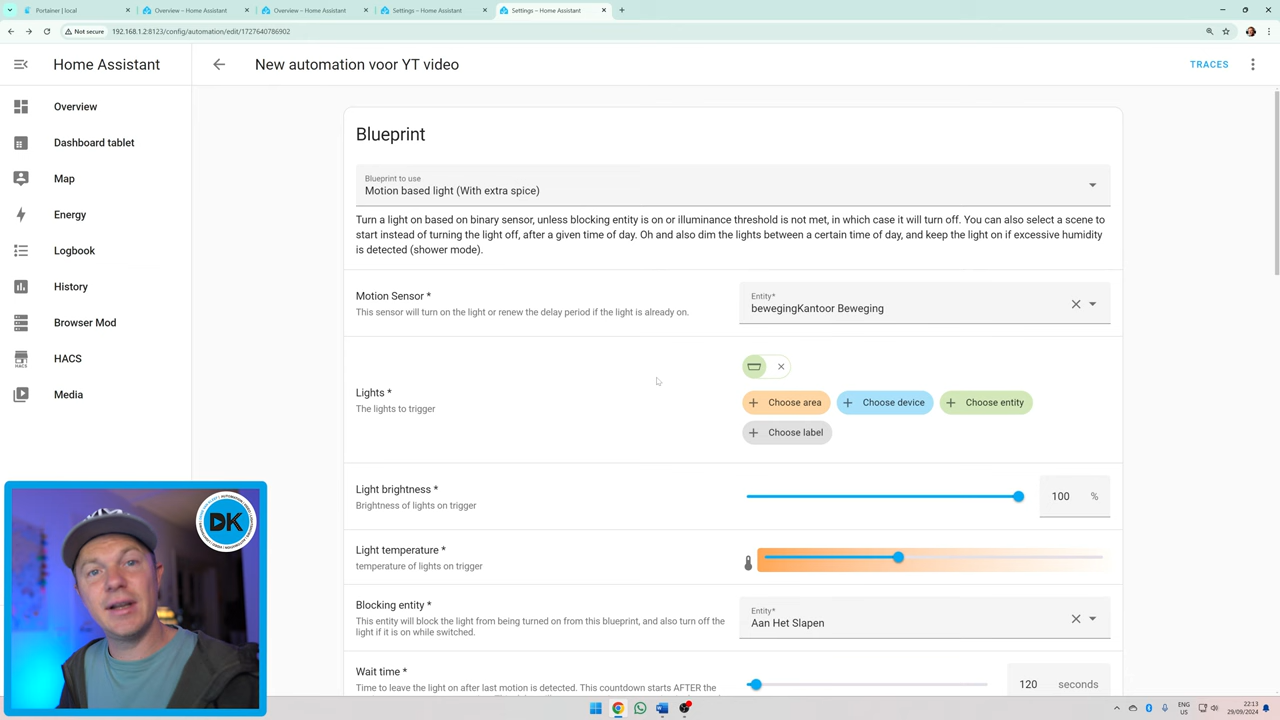 Portainer | local
Overview – Home Assistant
Overview – Home Assistant
Settings – Home Assistant
Settings – Home Assistant
Not secure
192.168.1.2:8123/config/automation/edit/1727640786902
Home Assistant
New automation voor YT video
TRACES
Overview
Dashboard tablet
Map
Energy
Logbook
History
Browser Mod
HACS
HACS
Media
Blueprint
Blueprint to use
Motion based light (With extra spice)
Turn a light on based on binary sensor, unless blocking entity is on or illuminance threshold is not met, in which case it will turn off. You can also select a scene to
start instead of turning the light off, after a given time of day. Oh and also dim the lights between a certain time of day, and keep the light on if excessive humidity
is detected (shower mode).
Motion Sensor *
This sensor will turn on the light or renew the delay period if the light is already on.
Entity*
bewegingKantoor Beweging
Lights *
The lights to trigger
Choose area
Choose device
Choose entity
Choose label
Light brightness *
Brightness of lights on trigger
100 %
Light temperature *
temperature of lights on trigger
Blocking entity *
This entity will block the light from being turned on from this blueprint, and also turn off the
light if it is on while switched.
Entity*
Aan Het Slapen
Wait time *
Time to leave the light on after last motion is detected. This countdown starts AFTER the
120 seconds
DK
ENG
US
22:13
29/09/2024